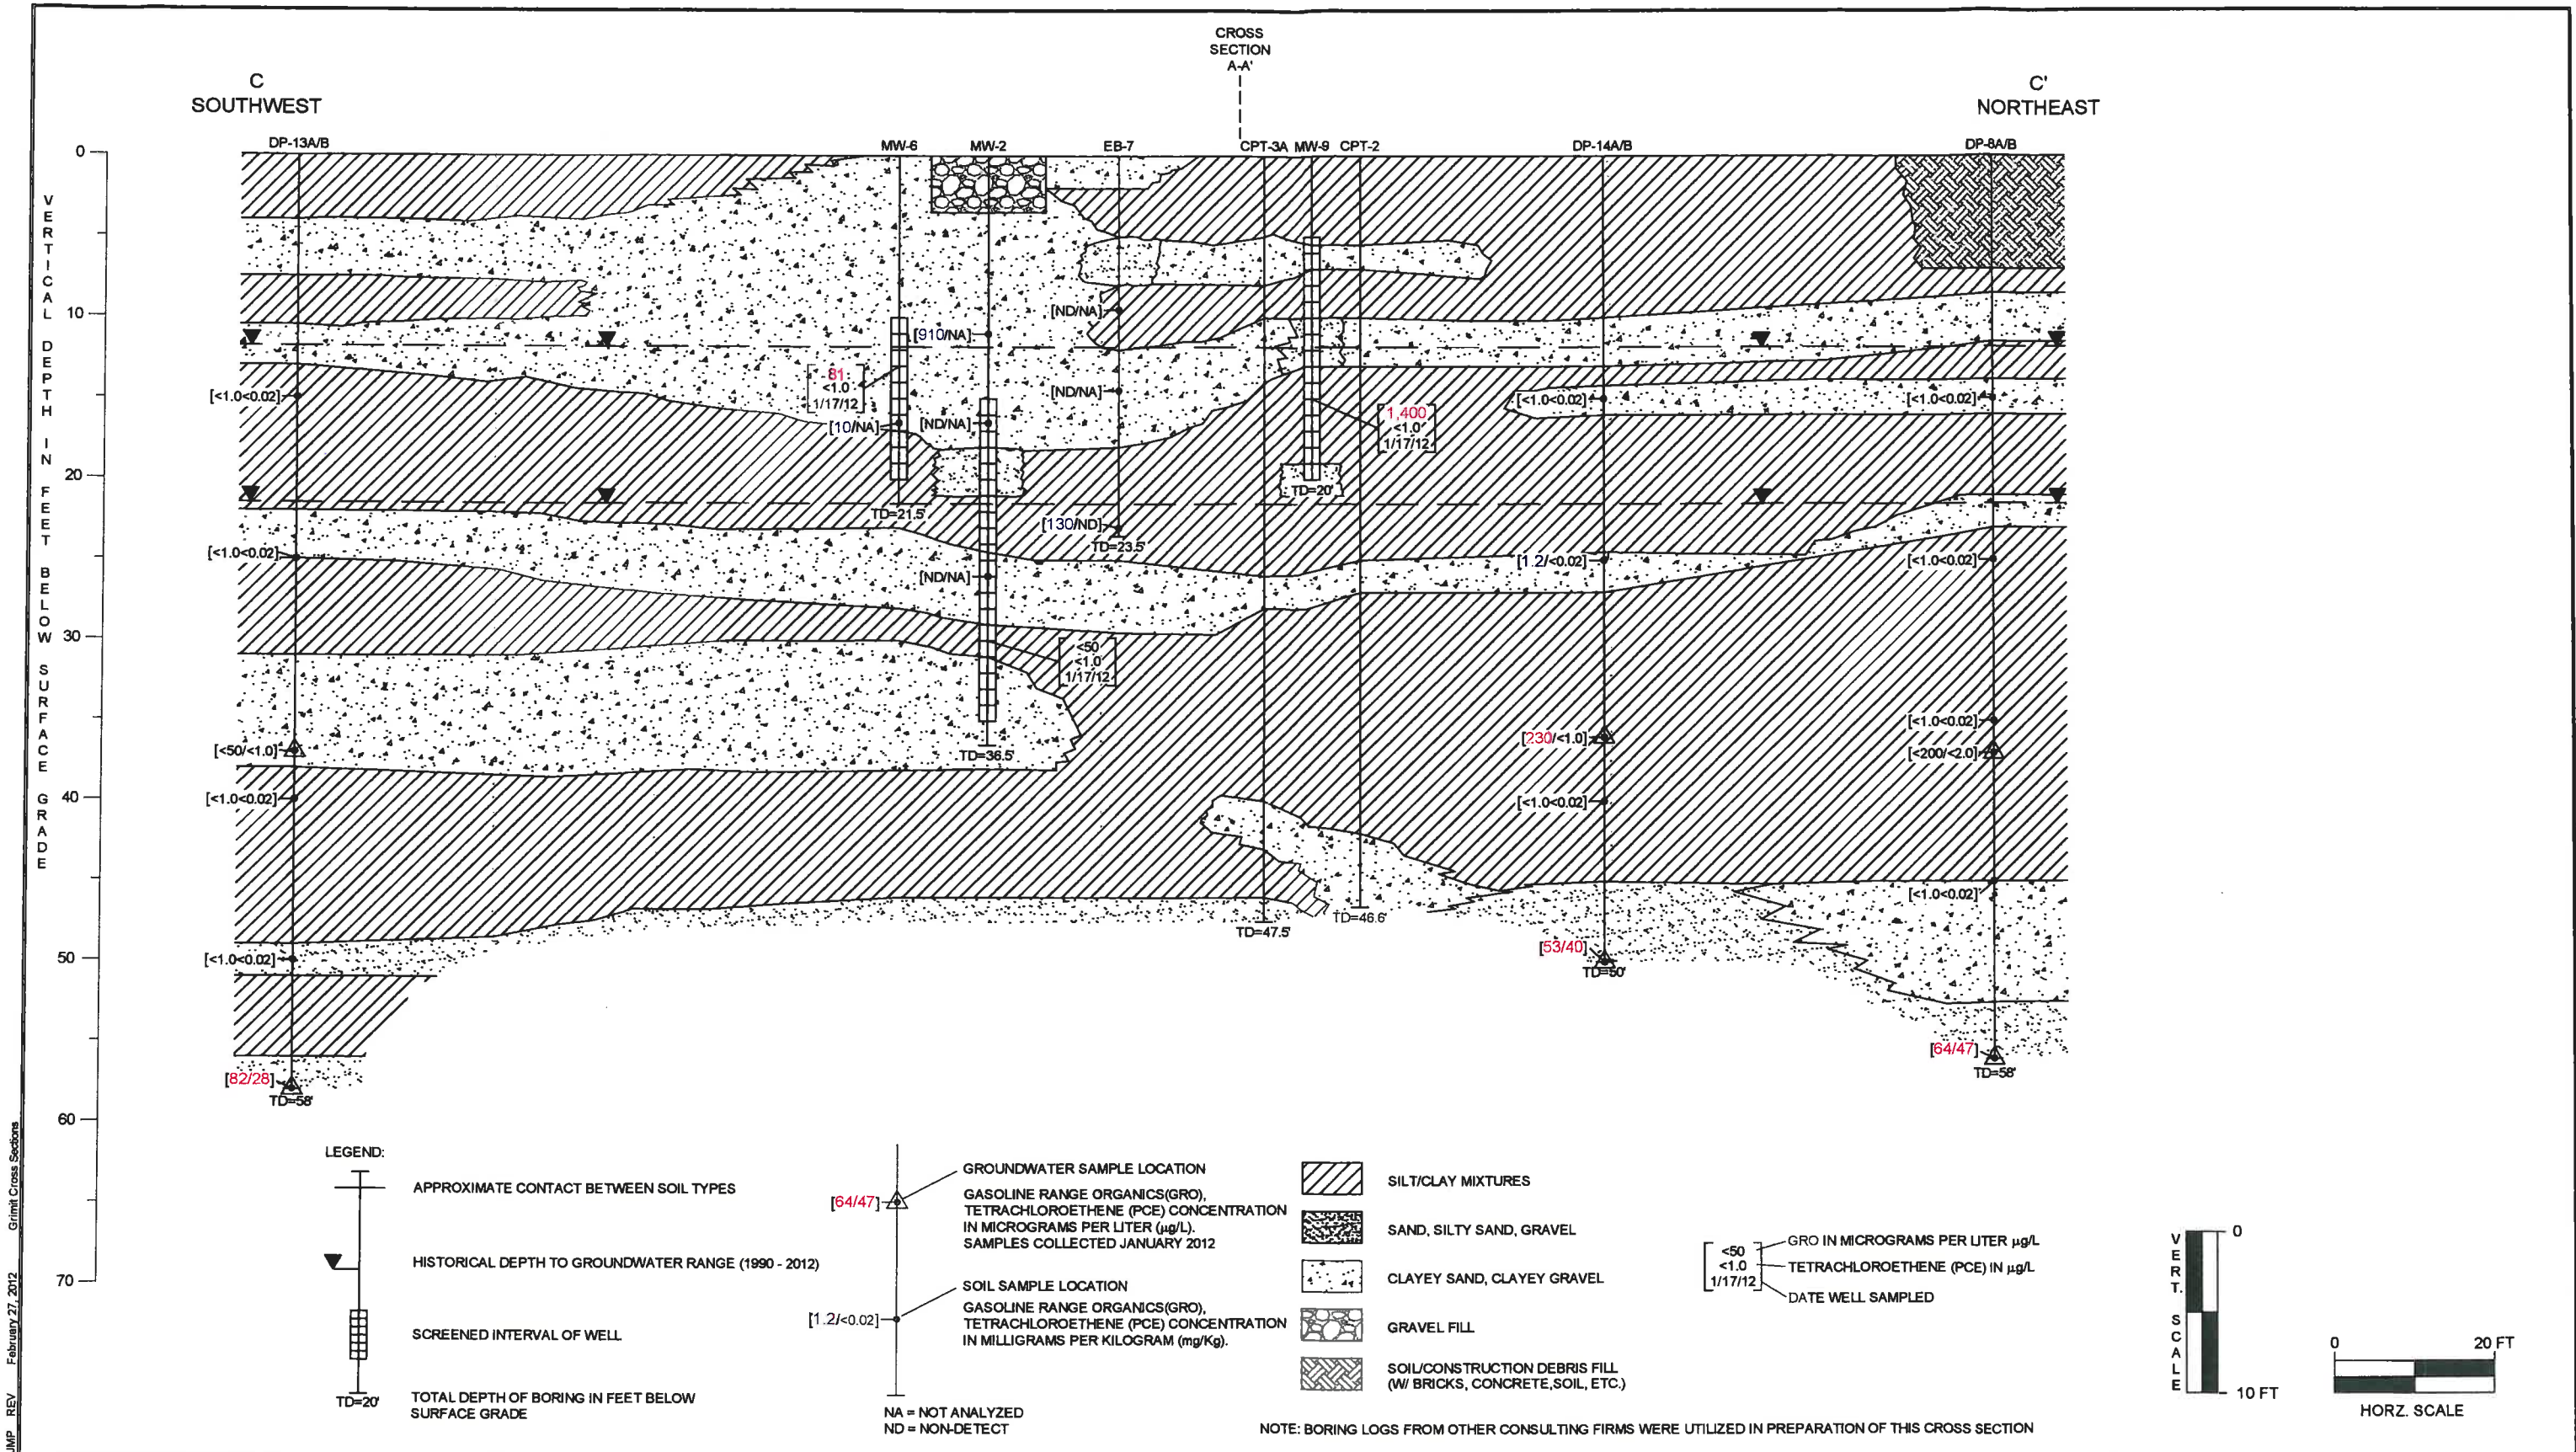 CROSS
SECTION
A-A'
C
SOUTHWEST
C'
NORTHEAST
DP-13A/B
MW-6
MW-2
EB-7
CPT-3A
MW-9
CPT-2
DP-14A/B
DP-8A/B
VERTICAL DEPTH IN FEET BELOW SURFACE GRADE
0
10
20
30
40
50
60
70
[<1.0<0.02]
[<1.0<0.02]
[<50/<1.0]
[<1.0<0.02]
[<1.0<0.02]
[82/28]
TD=58'
81
<1.0
1/17/12
[10/NA]
TD=21.5'
[910/NA]
[ND/NA]
[ND/NA]
<50
<1.0
1/17/12
TD=36.5'
[ND/NA]
[ND/NA]
[130/ND]
TD=23.5'
TD=47.5'
1,400
<1.0
1/17/12
TD=20'
TD=46.6'
[<1.0<0.02]
[1.2/<0.02]
[230/<1.0]
[<1.0<0.02]
[53/40]
TD=50'
[<1.0<0.02]
[<1.0<0.02]
[<1.0<0.02]
[<200/<2.0]
[<1.0<0.02]
[64/47]
TD=58'
LEGEND:
APPROXIMATE CONTACT BETWEEN SOIL TYPES
HISTORICAL DEPTH TO GROUNDWATER RANGE (1990 - 2012)
SCREENED INTERVAL OF WELL
TD=20'
TOTAL DEPTH OF BORING IN FEET BELOW
SURFACE GRADE
[64/47]
GROUNDWATER SAMPLE LOCATION
GASOLINE RANGE ORGANICS(GRO),
TETRACHLOROETHENE (PCE) CONCENTRATION
IN MICROGRAMS PER LITER (µg/L).
SAMPLES COLLECTED JANUARY 2012
[1.2/<0.02]
SOIL SAMPLE LOCATION
GASOLINE RANGE ORGANICS(GRO),
TETRACHLOROETHENE (PCE) CONCENTRATION
IN MILLIGRAMS PER KILOGRAM (mg/Kg).
NA = NOT ANALYZED
ND = NON-DETECT
SILT/CLAY MIXTURES
SAND, SILTY SAND, GRAVEL
CLAYEY SAND, CLAYEY GRAVEL
GRAVEL FILL
SOIL/CONSTRUCTION DEBRIS FILL
(W/ BRICKS, CONCRETE,SOIL, ETC.)
<50
<1.0
1/17/12
GRO IN MICROGRAMS PER LITER µg/L
TETRACHLOROETHENE (PCE) IN µg/L
DATE WELL SAMPLED
VERT. SCALE
0
10 FT
0
20 FT
HORZ. SCALE
NOTE: BORING LOGS FROM OTHER CONSULTING FIRMS WERE UTILIZED IN PREPARATION OF THIS CROSS SECTION
JMP REV February 27, 2012 Grimit Cross Sections